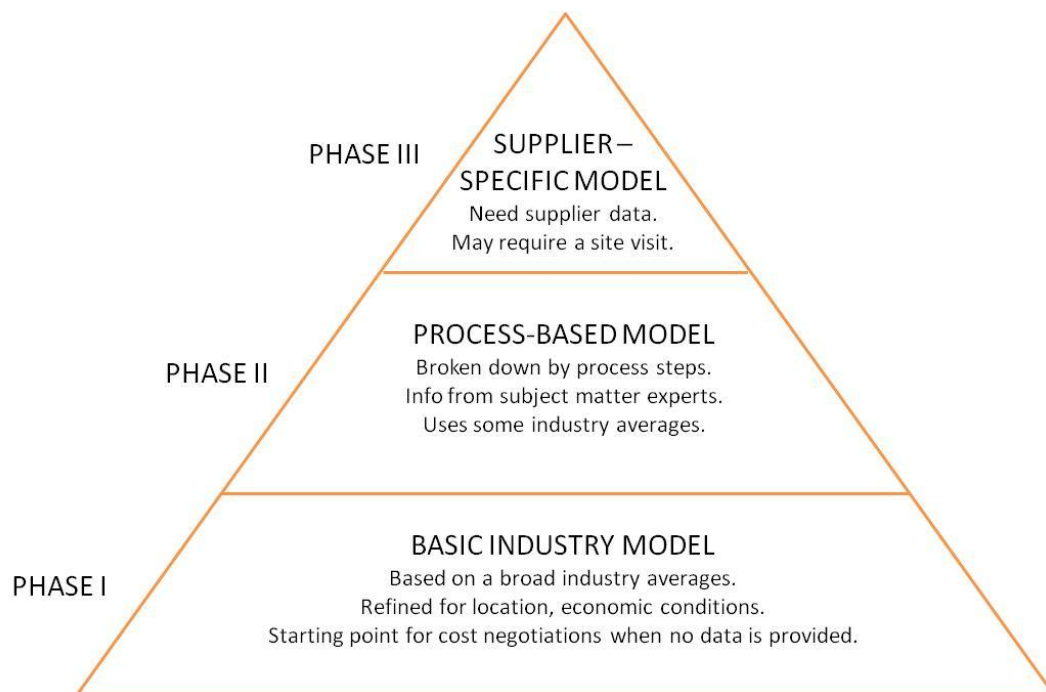 PHASE III
SUPPLIER –
SPECIFIC MODEL
Need supplier data.
May require a site visit.
PHASE II
PROCESS-BASED MODEL
Broken down by process steps.
Info from subject matter experts.
Uses some industry averages.
PHASE I
BASIC INDUSTRY MODEL
Based on a broad industry averages.
Refined for location, economic conditions.
Starting point for cost negotiations when no data is provided.